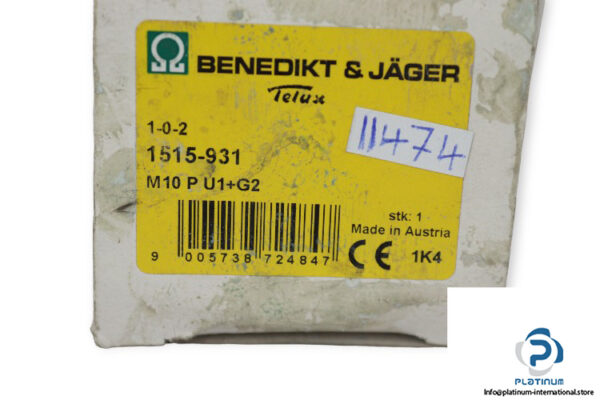 BENEDIKT & JÄGER
Telux
1-0-2
1515-931
M10 P U1+G2
11474
stk: 1
Made in Austria
CE 1K4
9 005738 724847
PLATINUM
Info@platinum-international.store